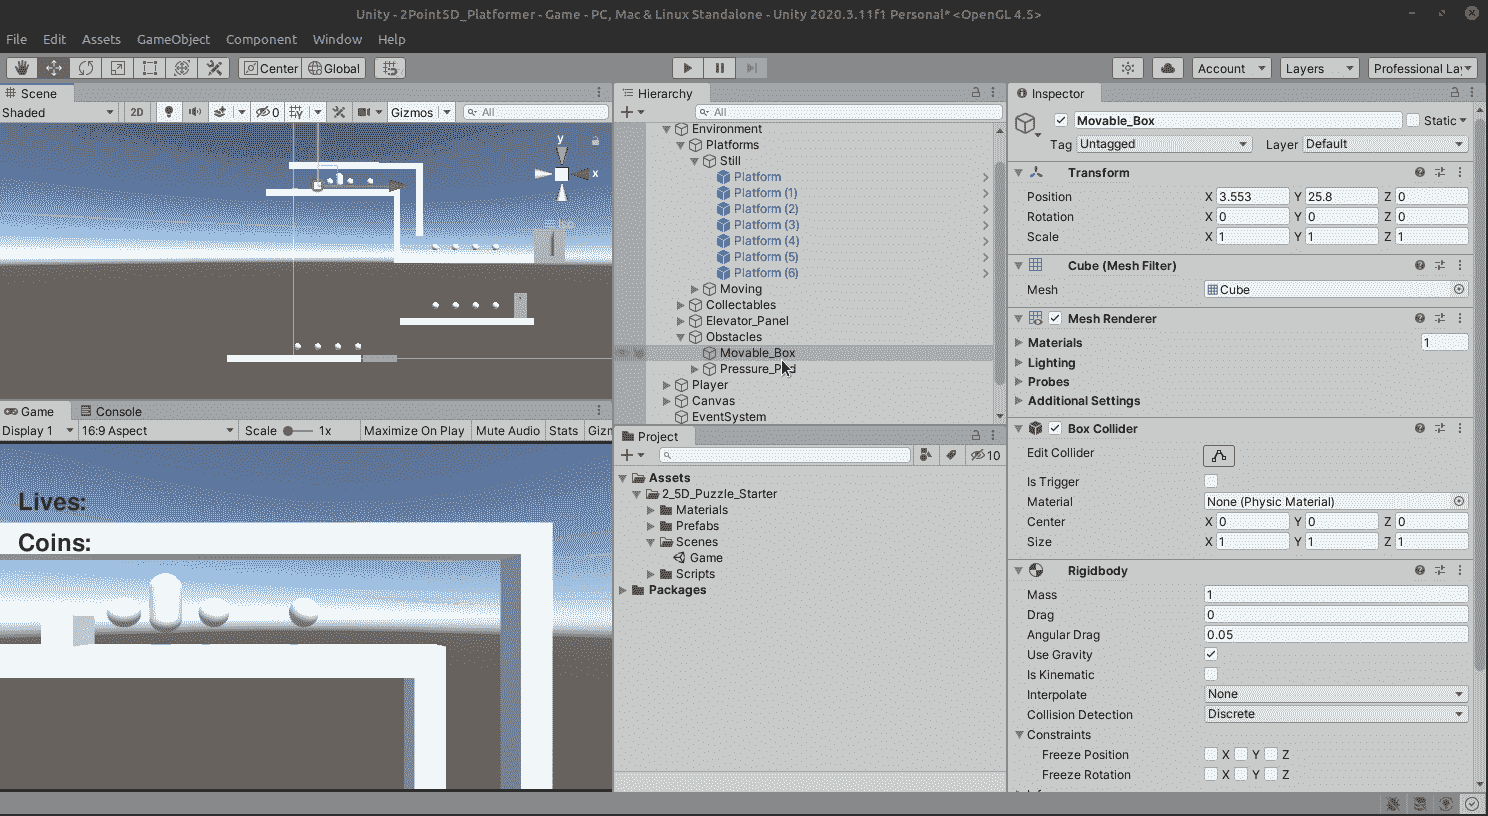 Unity - 2Point5D_Platformer - Game - PC, Mac & Linux Standalone - Unity 2020.3.11f1 Personal* <OpenGL 4.5>
File Edit Assets GameObject Component Window Help
Center Global Account Layers Professional La
Scene
Shaded 2D 0 Gizmos All
y
x
Game Console
Display 1 16:9 Aspect Scale 1x Maximize On Play Mute Audio Stats Gizn
Lives:
Coins:
Hierarchy
All
Environment
Platforms
Still
Platform
Platform (1)
Platform (2)
Platform (3)
Platform (4)
Platform (5)
Platform (6)
Moving
Collectables
Elevator_Panel
Obstacles
Movable_Box
Pressure_Pad
Player
Canvas
EventSystem
Project
10
Assets
2_5D_Puzzle_Starter
Materials
Prefabs
Scenes
Game
Scripts
Packages
Inspector
Movable_Box Static
Tag Untagged Layer Default
Transform
Position X 3.553 Y 25.8 Z 0
Rotation X 0 Y 0 Z 0
Scale X 1 Y 1 Z 1
Cube (Mesh Filter)
Mesh Cube
Mesh Renderer
Materials 1
Lighting
Probes
Additional Settings
Box Collider
Edit Collider
Is Trigger
Material None (Physic Material)
Center X 0 Y 0 Z 0
Size X 1 Y 1 Z 1
Rigidbody
Mass 1
Drag 0
Angular Drag 0.05
Use Gravity
Is Kinematic
Interpolate None
Collision Detection Discrete
Constraints
Freeze Position X Y Z
Freeze Rotation X Y Z